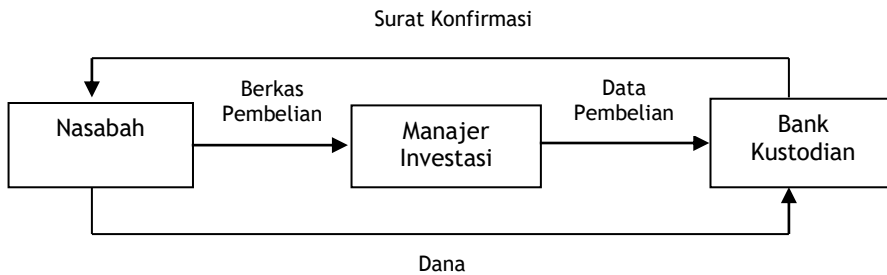 Surat Konfirmasi
Berkas
Pembelian
Data
Pembelian
Nasabah
Manajer
Investasi
Bank
Kustodian
Dana